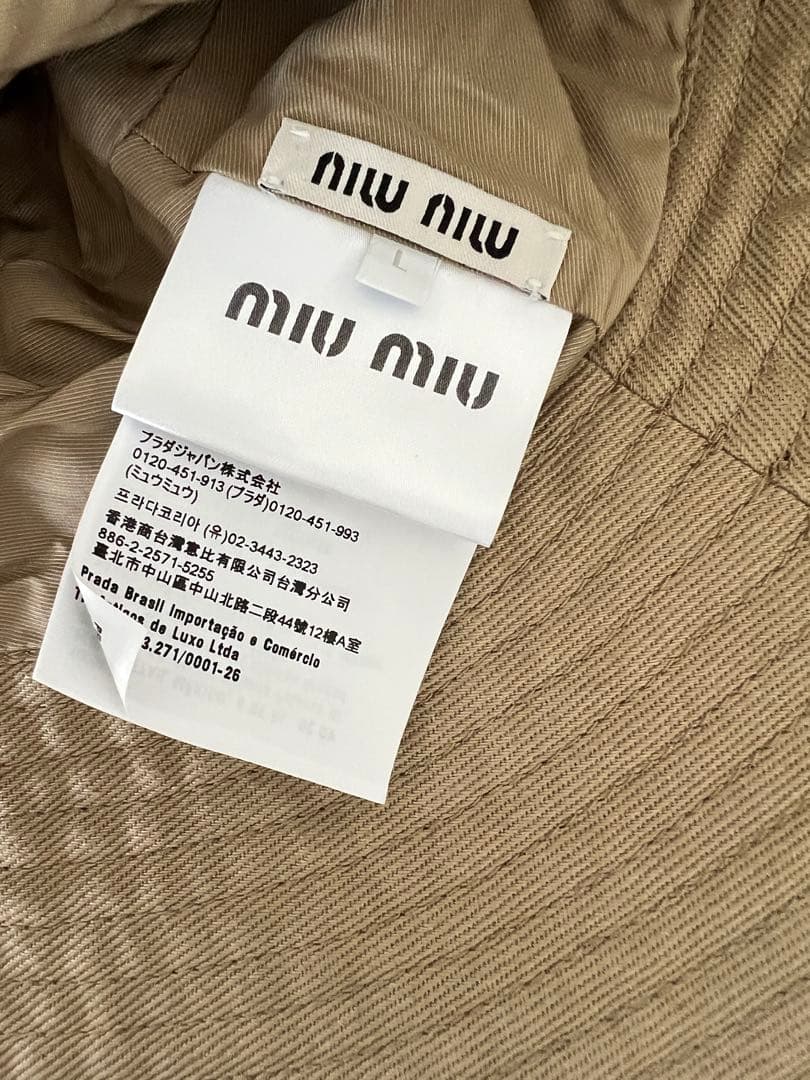 miu miu
L
miu miu
プラダジャパン株式会社
0120-451-913 (プラダ)0120-451-993
(ミュウミュウ)
프라다코리아 (유)02-3443-2323
香港商台灣意比有限公司台灣分公司
886-2-2571-5255
臺北市中山區中山北路二段44號12樓A室
Prada Brasil Importação e Comércio
de Luxo Ltda
3.271/0001-26